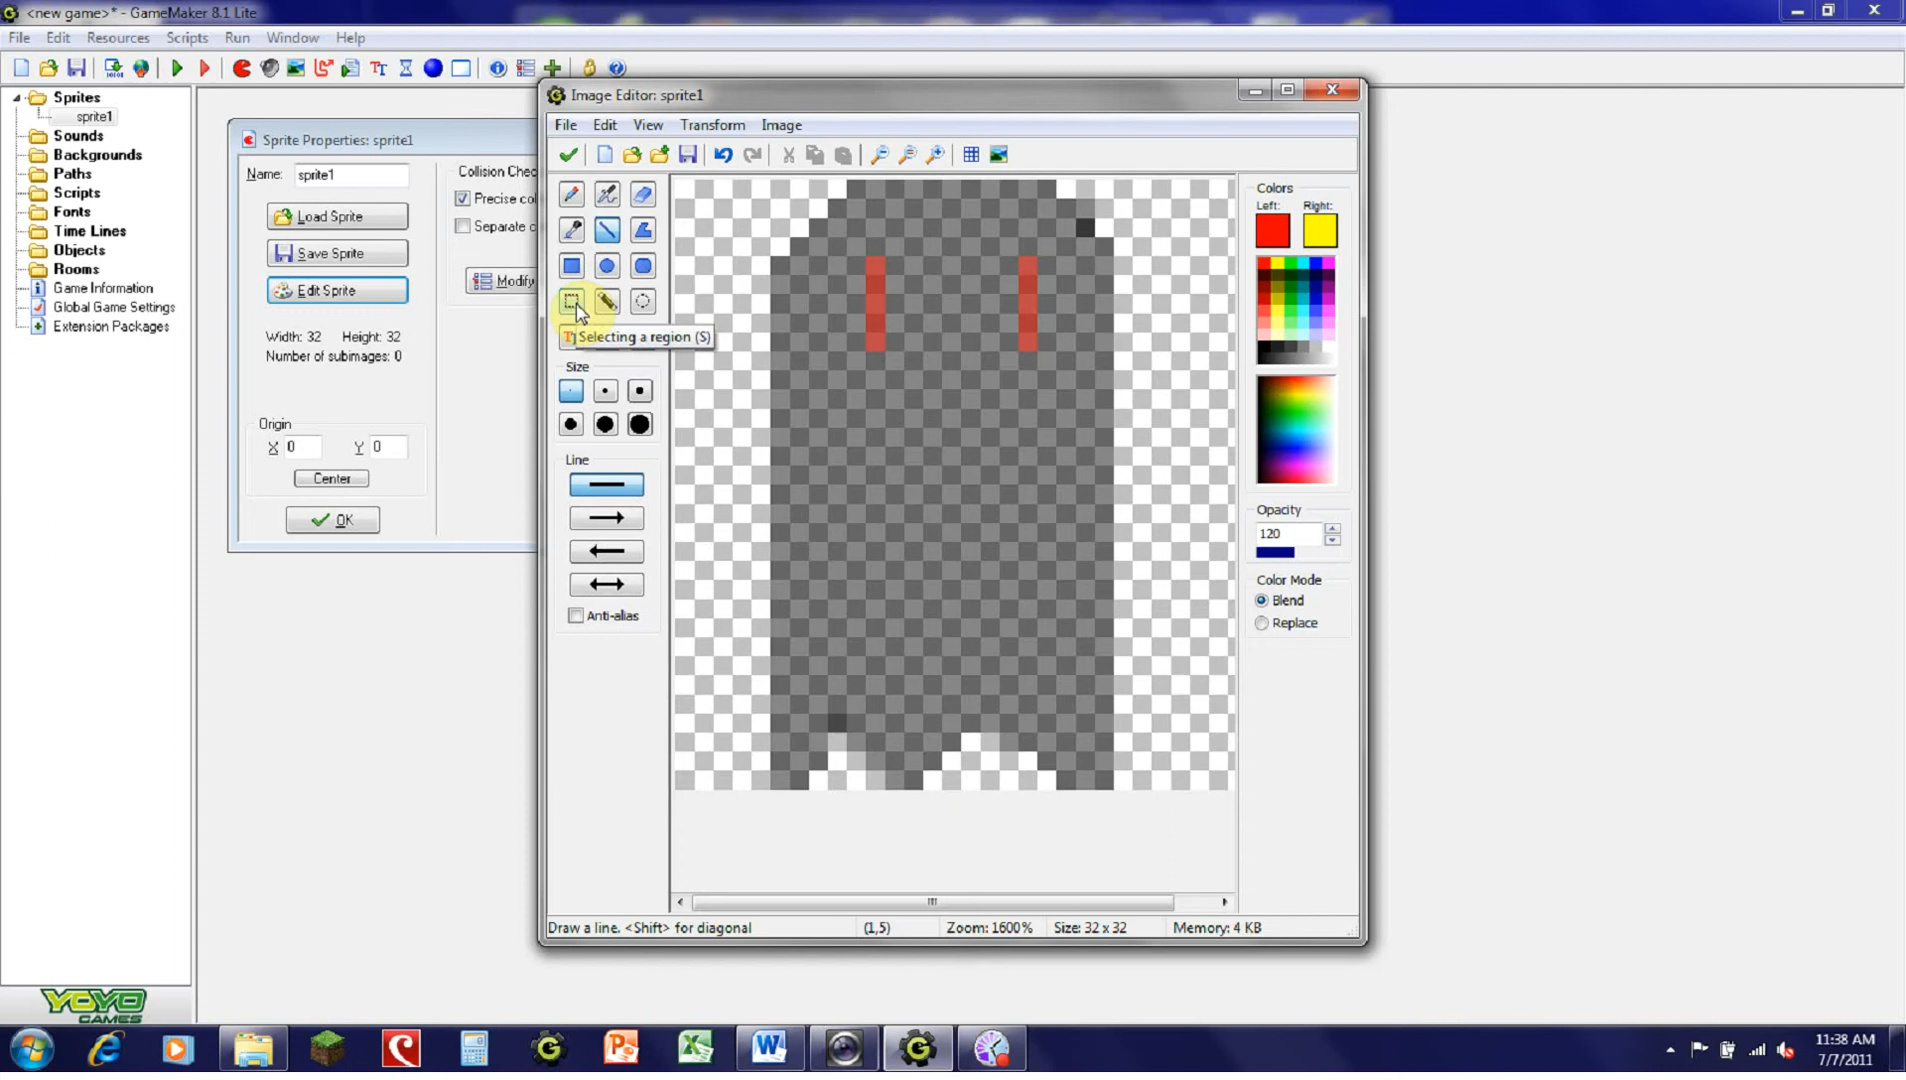 <new game>* - GameMaker 8.1 Lite
File Edit Resources Scripts Run Window Help
Sprites
sprite1
Sounds
Backgrounds
Paths
Scripts
Fonts
Time Lines
Objects
Rooms
Game Information
Global Game Settings
Extension Packages
YOYO
GAMES
Sprite Properties: sprite1
Name: sprite1
Load Sprite
Save Sprite
Edit Sprite
Width: 32 Height: 32
Number of subimages: 0
Origin
X 0 Y 0
Center
OK
Collision Chec
Precise col
Separate c
Modify
Image Editor: sprite1
File Edit View Transform Image
Selecting a region (S)
Size
Line
Anti-alias
Colors
Left: Right:
Opacity
120
Color Mode
Blend
Replace
Draw a line. <Shift> for diagonal (1,5) Zoom: 1600% Size: 32 x 32 Memory: 4 KB
11:38 AM
7/7/2011